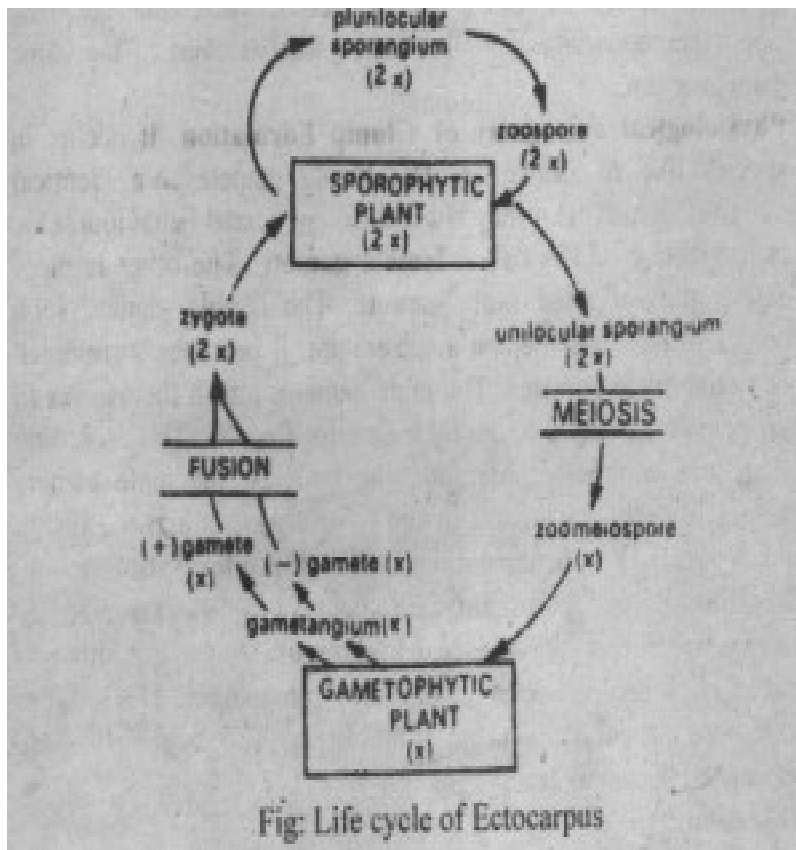 plurilocular
sporangium
(2 x)
zoospore
(2 x)
SPOROPHYTIC
PLANT
(2 x)
zygote
(2 x)
unilocular sporangium
(2x)
MEIOSIS
FUSION
zoomeiospore
(x)
(+) gamete
(x)
(−) gamete (x)
gametangium (x)
GAMETOPHYTIC
PLANT
(x)
Fig: Life cycle of Ectocarpus